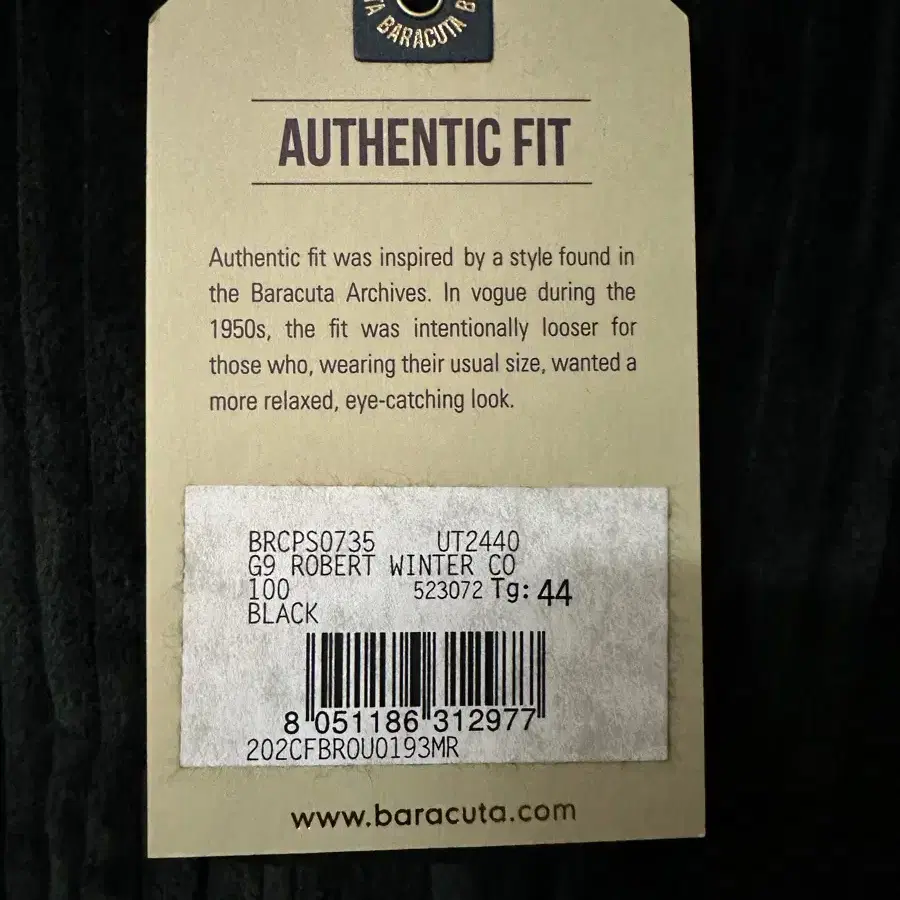 BARACUTA B
AUTHENTIC FIT
Authentic fit was inspired by a style found in
the Baracuta Archives. In vogue during the
1950s, the fit was intentionally looser for
those who, wearing their usual size, wanted a
more relaxed, eye-catching look.
BRCPS0735 UT2440
G9 ROBERT WINTER CO
100 523072 Tg: 44
BLACK
8 051186 312977
202CFBROU0193MR
www.baracuta.com